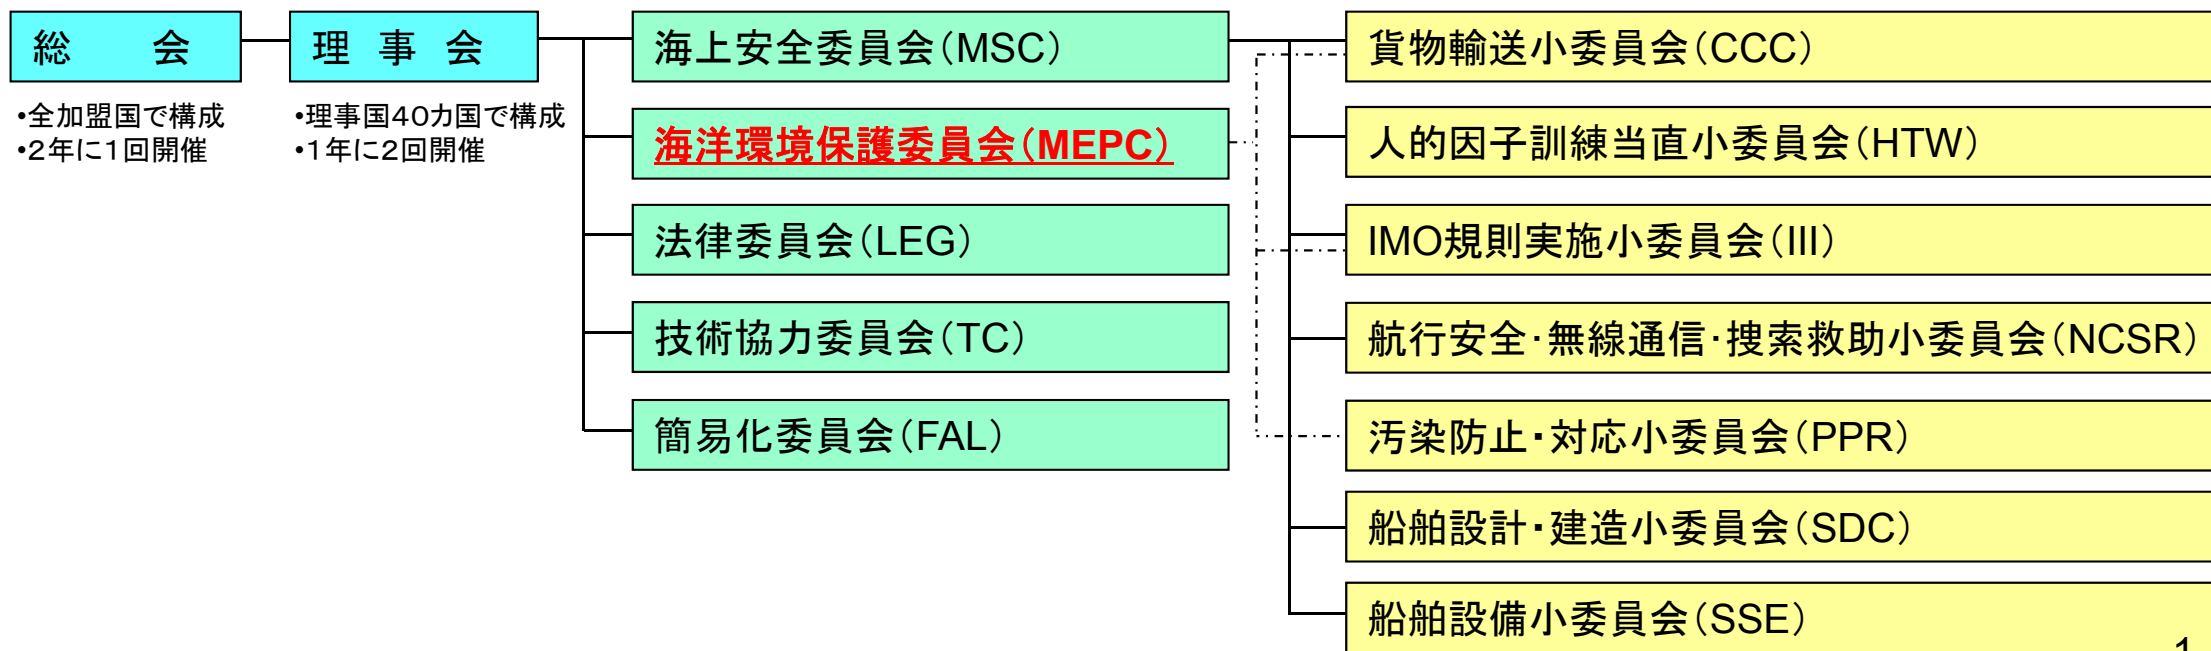 総　会
・全加盟国で構成
・2年に1回開催
理 事 会
・理事国40カ国で構成
・1年に2回開催
海上安全委員会(MSC)
海洋環境保護委員会(MEPC)
法律委員会(LEG)
技術協力委員会(TC)
簡易化委員会(FAL)
貨物輸送小委員会(CCC)
人的因子訓練当直小委員会(HTW)
IMO規則実施小委員会(III)
航行安全・無線通信・捜索救助小委員会(NCSR)
汚染防止・対応小委員会(PPR)
船舶設計・建造小委員会(SDC)
船舶設備小委員会(SSE)
1